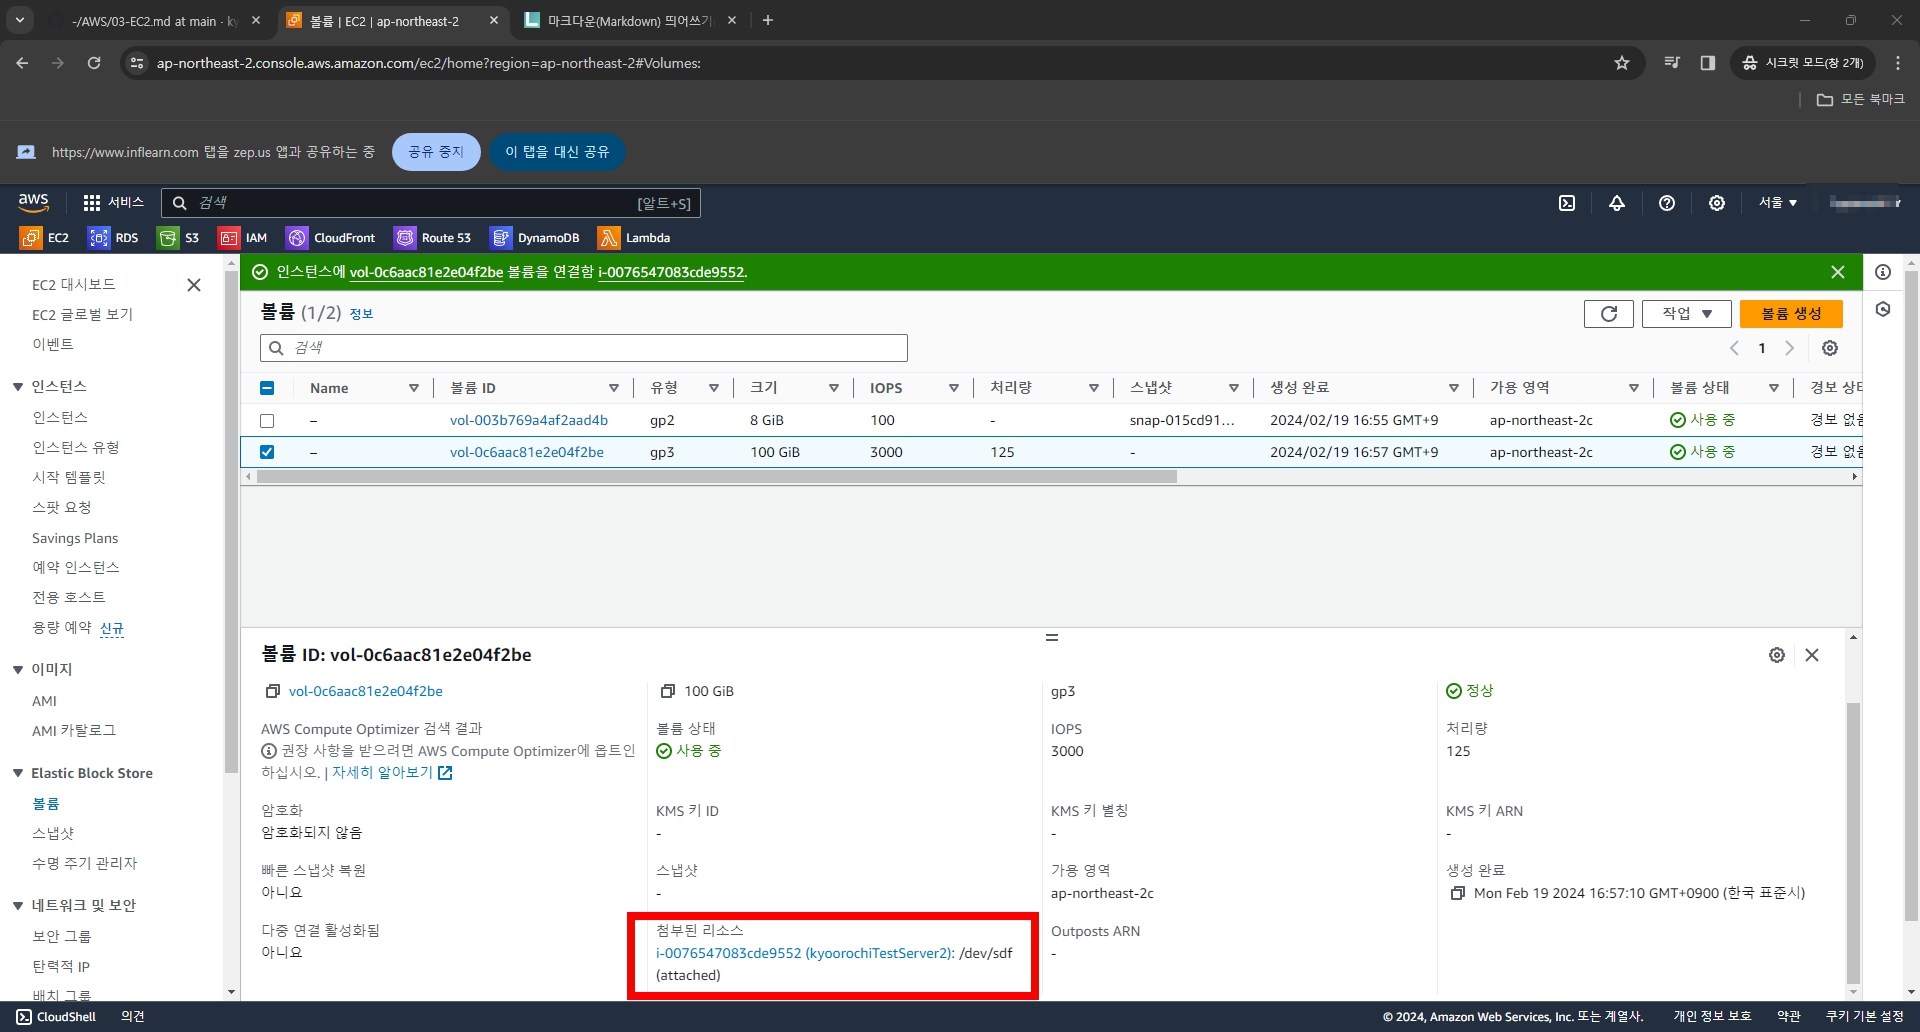 -/AWS/03-EC2.md at main · ky
볼륨 | EC2 | ap-northeast-2
마크다운(Markdown) 띄어쓰기
ap-northeast-2.console.aws.amazon.com/ec2/home?region=ap-northeast-2#Volumes:
시크릿 모드(창 2개)
모든 북마크
https://www.inflearn.com 탭을 zep.us 앱과 공유하는 중
공유 중지
이 탭을 대신 공유
aws
서비스
검색
[알트+S]
서울
EC2
RDS
S3
IAM
CloudFront
Route 53
DynamoDB
Lambda
EC2 대시보드
EC2 글로벌 보기
이벤트
인스턴스
인스턴스
인스턴스 유형
시작 템플릿
스팟 요청
Savings Plans
예약 인스턴스
전용 호스트
용량 예약 신규
이미지
AMI
AMI 카탈로그
Elastic Block Store
볼륨
스냅샷
수명 주기 관리자
네트워크 및 보안
보안 그룹
탄력적 IP
배치 그룹
인스턴스에 vol-0c6aac81e2e04f2be 볼륨을 연결함 i-0076547083cde9552.
볼륨 (1/2) 정보
작업
볼륨 생성
검색
1
Name 볼륨 ID 유형 크기 IOPS 처리량 스냅샷 생성 완료 가용 영역 볼륨 상태 경보 상태
– vol-003b769a4af2aad4b gp2 8 GiB 100 - snap-015cd91... 2024/02/19 16:55 GMT+9 ap-northeast-2c 사용 중 경보 없음
– vol-0c6aac81e2e04f2be gp3 100 GiB 3000 125 - 2024/02/19 16:57 GMT+9 ap-northeast-2c 사용 중 경보 없음
볼륨 ID: vol-0c6aac81e2e04f2be
vol-0c6aac81e2e04f2be
100 GiB
gp3
정상
AWS Compute Optimizer 검색 결과
권장 사항을 받으려면 AWS Compute Optimizer에 옵트인
하십시오. | 자세히 알아보기
볼륨 상태
사용 중
IOPS
3000
처리량
125
암호화
암호화되지 않음
KMS 키 ID
-
KMS 키 별칭
-
KMS 키 ARN
-
빠른 스냅샷 복원
아니요
스냅샷
-
가용 영역
ap-northeast-2c
생성 완료
Mon Feb 19 2024 16:57:10 GMT+0900 (한국 표준시)
다중 연결 활성화됨
아니요
첨부된 리소스
i-0076547083cde9552 (kyoorochiTestServer2): /dev/sdf
(attached)
Outposts ARN
-
CloudShell
의견
© 2024, Amazon Web Services, Inc. 또는 계열사.
개인 정보 보호
약관
쿠키 기본 설정